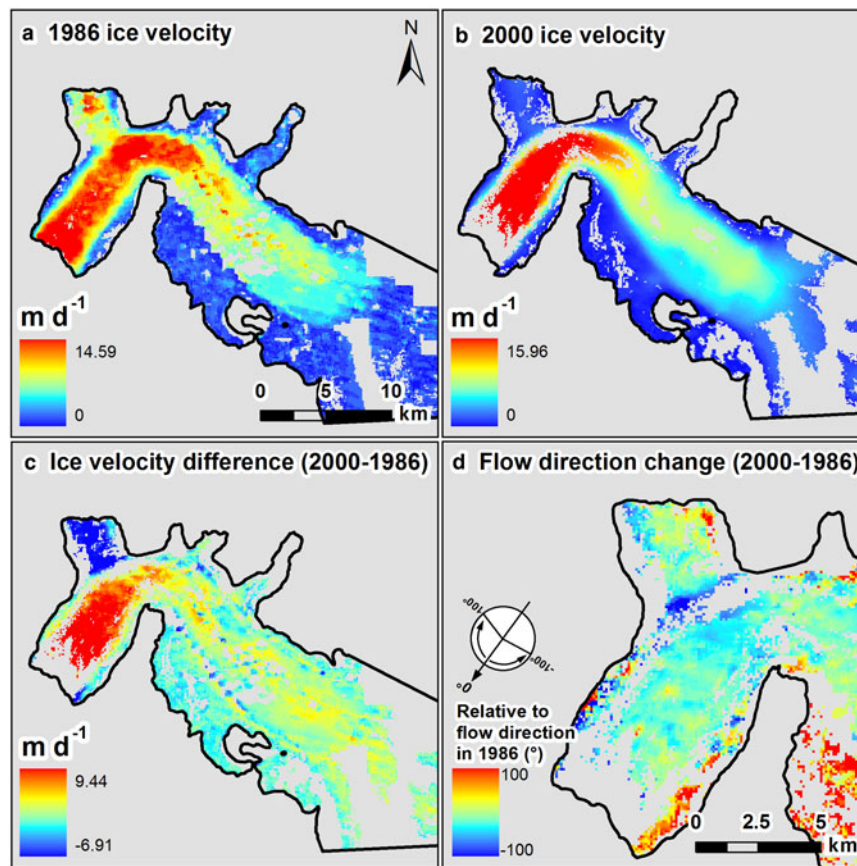 a 1986 ice velocity
N
m d⁻¹
14.59
0
0 5 10
km
b 2000 ice velocity
m d⁻¹
15.96
0
c Ice velocity difference (2000-1986)
m d⁻¹
9.44
-6.91
d Flow direction change (2000-1986)
100°
-100°
0°
Relative to
flow direction
in 1986 (°)
100
-100
0 2.5 5
km